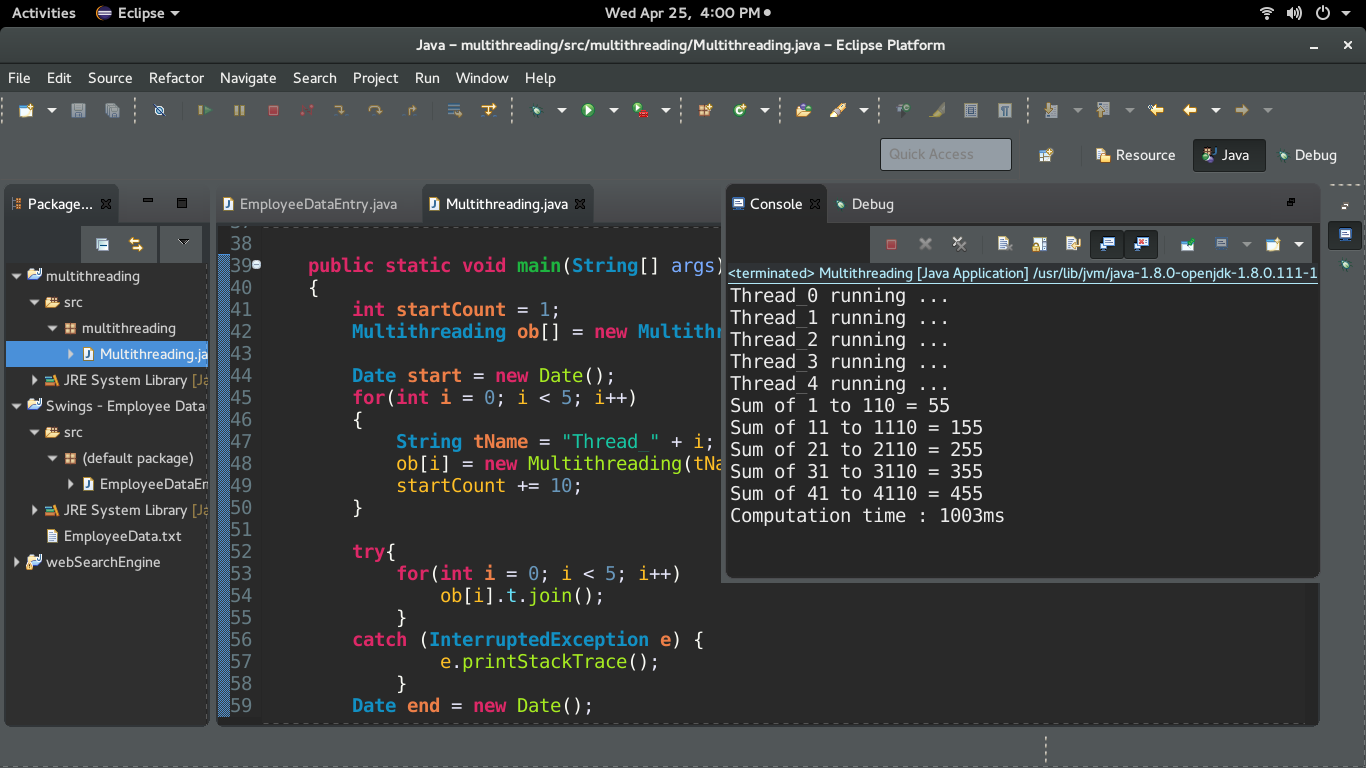 Activities Eclipse Wed Apr 25, 4:00 PM
Java – multithreading/src/multithreading/Multithreading.java – Eclipse Platform
File Edit Source Refactor Navigate Search Project Run Window Help
Quick Access Resource Java Debug
Package...
multithreading
src
multithreading
Multithreading.ja
JRE System Library [Ja
Swings - Employee Data
src
(default package)
EmployeeDataEn
JRE System Library [Ja
EmployeeData.txt
webSearchEngine
EmployeeDataEntry.java Multithreading.java
38
39 public static void main(String[] args)
40 {
41 int startCount = 1;
42 Multithreading ob[] = new Multithr
43
44 Date start = new Date();
45 for(int i = 0; i < 5; i++)
46 {
47 String tName = "Thread_" + i;
48 ob[i] = new Multithreading(tNa
49 startCount += 10;
50 }
51
52 try{
53 for(int i = 0; i < 5; i++)
54 ob[i].t.join();
55 }
56 catch (InterruptedException e) {
57 e.printStackTrace();
58 }
59 Date end = new Date();
Console Debug
<terminated> Multithreading [Java Application] /usr/lib/jvm/java-1.8.0-openjdk-1.8.0.111-1
Thread_0 running ...
Thread_1 running ...
Thread_2 running ...
Thread_3 running ...
Thread_4 running ...
Sum of 1 to 110 = 55
Sum of 11 to 1110 = 155
Sum of 21 to 2110 = 255
Sum of 31 to 3110 = 355
Sum of 41 to 4110 = 455
Computation time : 1003ms